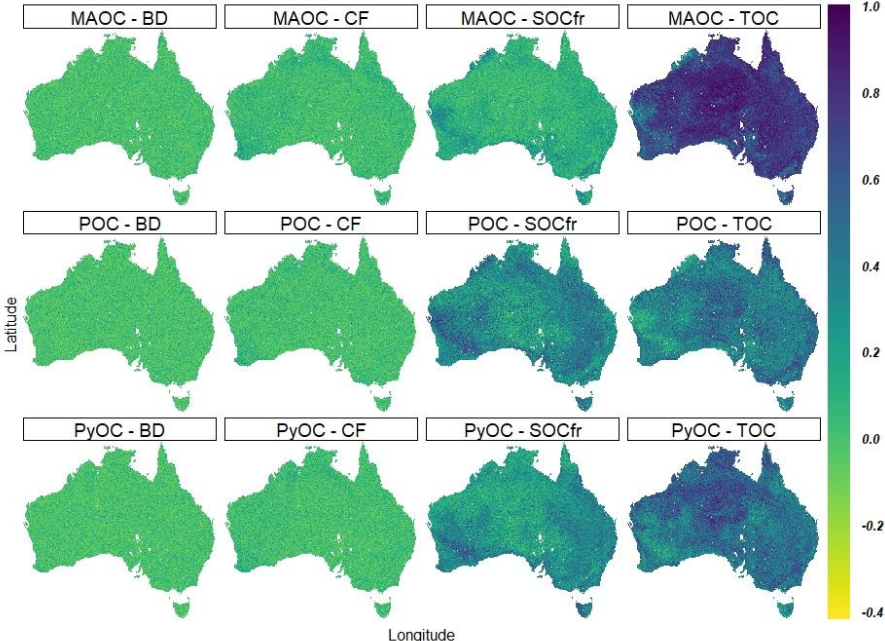 MAOC - BD MAOC - CF MAOC - SOCfr MAOC - TOC
1.0
0.8
0.6
POC - BD POC - CF POC - SOCfr POC - TOC
0.4
Latitude
0.2
PyOC - BD PyOC - CF PyOC - SOCfr PyOC - TOC
0.0
-0.2
-0.4
Longitude